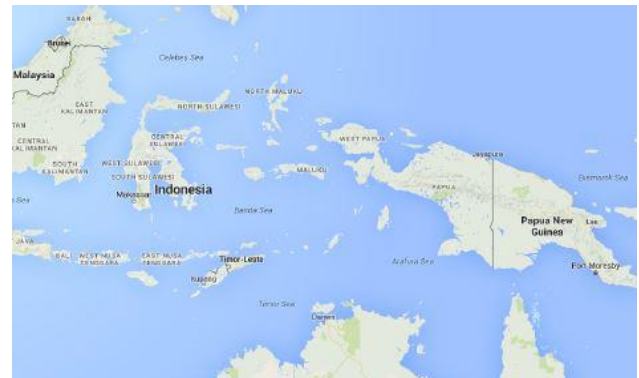 SABAH
Brunei
Celebes Sea
Malaysia
NORTH MALUKU
EAST
KALIMANTAN
NORTH SULAWESI
CENTRAL
SULAWESI
WEST PAPUA
CENTRAL
KALIMANTAN
Jayapura
SOUTH
KALIMANTAN
WEST SULAWESI
SOUTH SULAWESI
MALUKU
Bismarck Sea
PAPUA
Indonesia
Makassar
Banda Sea
Papua New
Guinea
Lae
JAVA
BALI
WEST NUSA
TENGGARA
EAST NUSA
TENGGARA
Timor-Leste
Arafura Sea
Kupang
Port Moresby
Timor Sea
Darwin